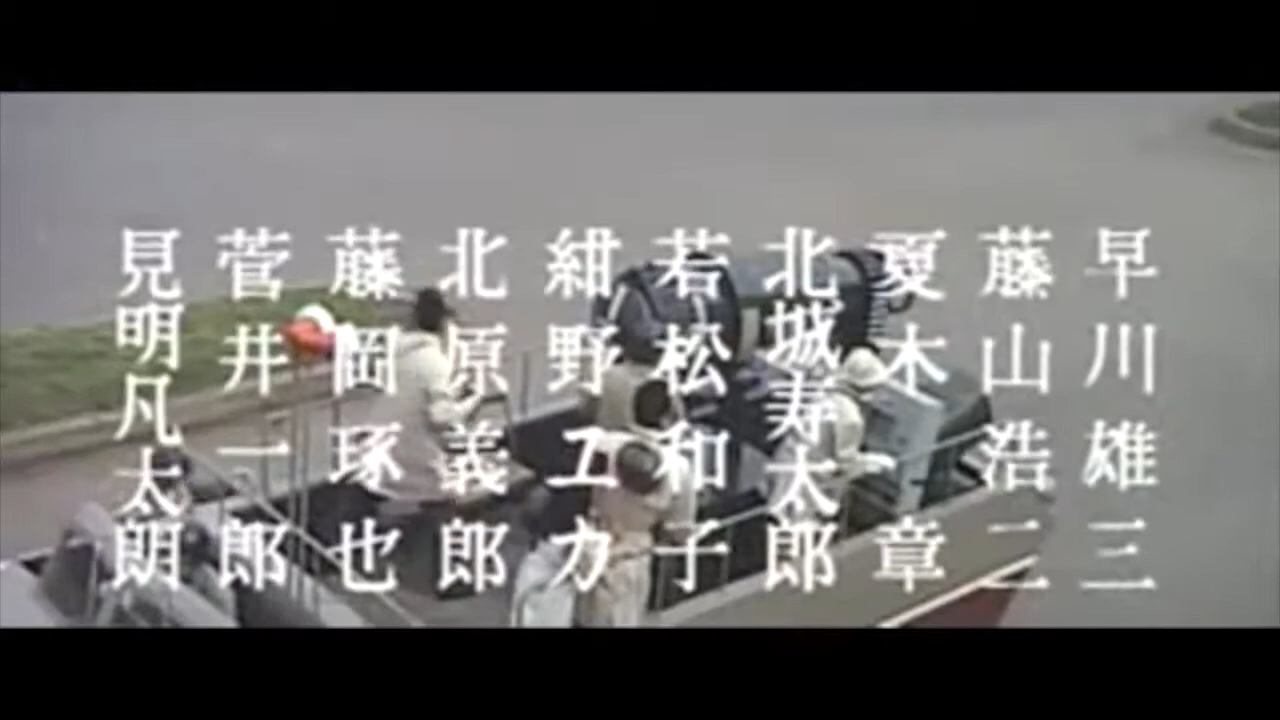 早川雄三
藤山浩二
夏木章
北城寿太郎
若松和子
紺野ユカ
北原義郎
藤岡琢也
菅井一郎
見明凡太朗